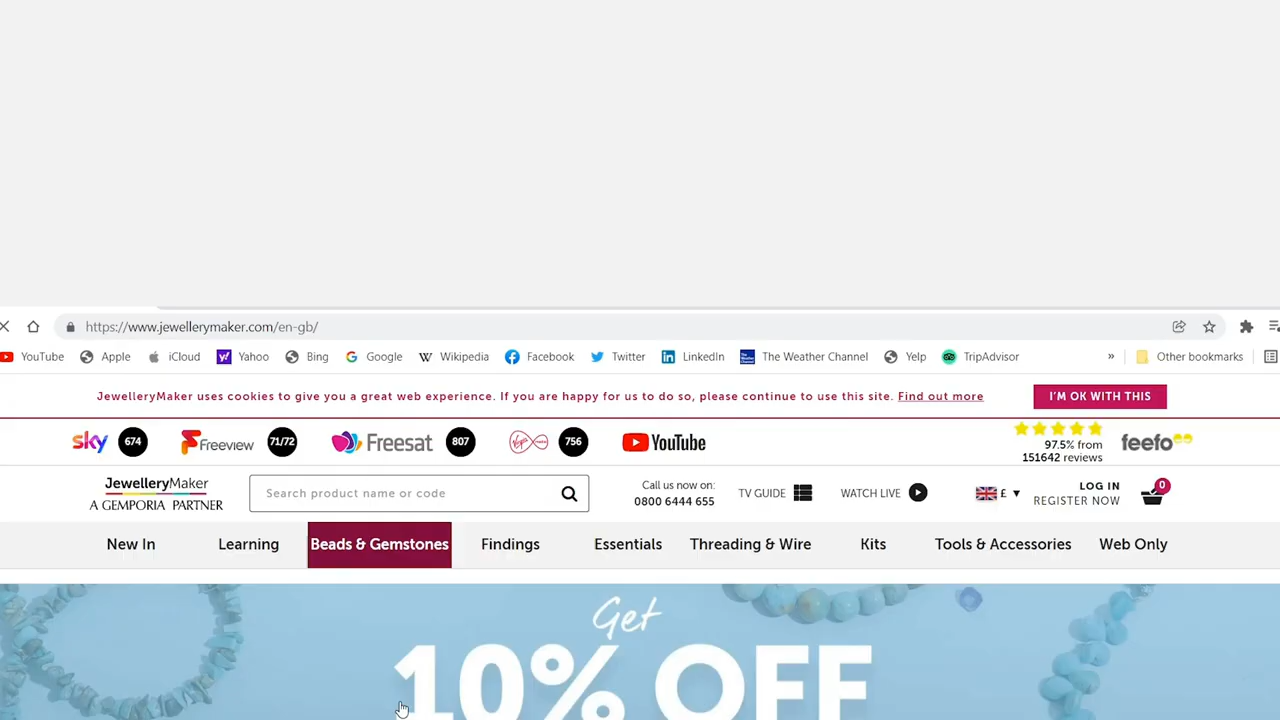 https://www.jewellerymaker.com/en-gb/
YouTube Apple iCloud Yahoo Bing Google Wikipedia Facebook Twitter LinkedIn The Weather Channel Yelp TripAdvisor » Other bookmarks
JewelleryMaker uses cookies to give you a great web experience. If you are happy for us to do so, please continue to use this site. Find out more I'M OK WITH THIS
sky 674 Freeview 71/72 Freesat 807 Virgin media 756 YouTube
97.5% from
151642 reviews
feefo
JewelleryMaker
A GEMPORIA PARTNER
Search product name or code
Call us now on:
0800 6444 655
TV GUIDE WATCH LIVE £
LOG IN
REGISTER NOW
0
New In Learning Beads & Gemstones Findings Essentials Threading & Wire Kits Tools & Accessories Web Only
Get
10% OFF